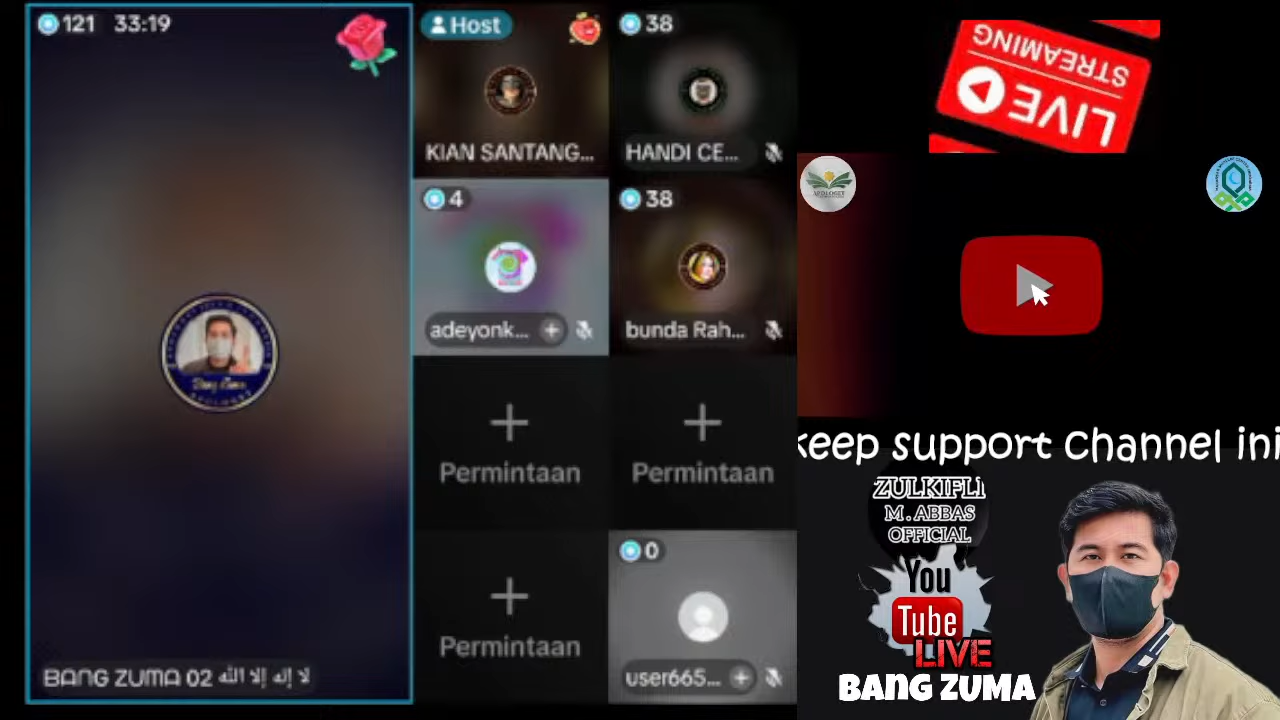 121 33:19
BANG ZUMA 02 لا إله إلا الله
Host
KIAN SANTANG...
38
HANDI CE...
4
adeyonk...
38
bunda Rah...
Permintaan
Permintaan
Permintaan
0
user665...
LIVE
STREAMING
keep support channel ini
ZULKIFLI
M.ABBAS
OFFICIAL
You
Tube
LIVE
BANG ZUMA
Bang Zuma